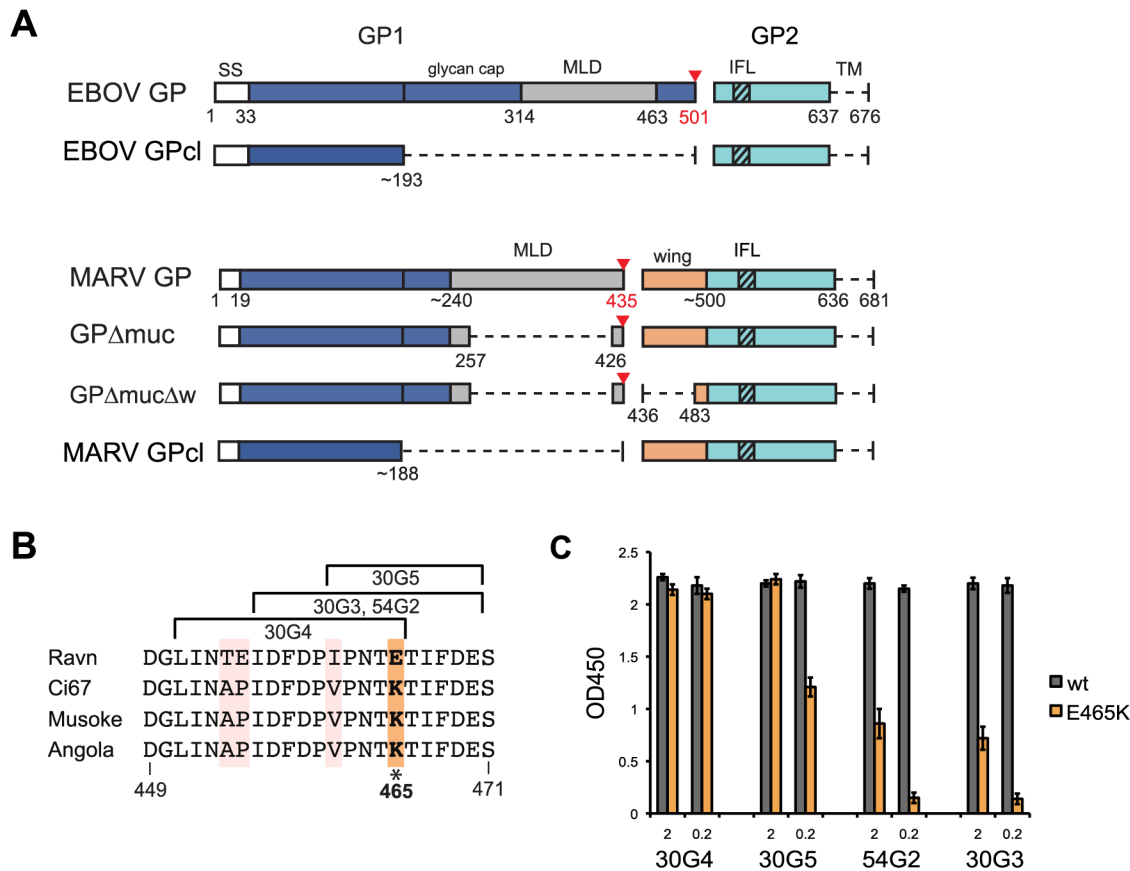 A
GP1 GP2
SS glycan cap MLD IFL TM
EBOV GP
1 33 314 463 501 637 676
EBOV GPcl
~193
MLD wing IFL
MARV GP
1 19 ~240 435 ~500 636 681
GPΔmuc
257 426
GPΔmucΔw
436 483
MARV GPcl
~188
B
30G5
30G3, 54G2
30G4
Ravn DGLINTEIDFDPIPNTETIFDES
Ci67 DGLINAPIDFDPVPNTKTIFDES
Musoke DGLINAPIDFDPVPNTKTIFDES
Angola DGLINAPIDFDPVPNTKTIFDES
*
449 465 471
C
2.5
2
1.5
1
0.5
0
OD450
wt
E465K
2 0.2 2 0.2 2 0.2 2 0.2
30G4 30G5 54G2 30G3